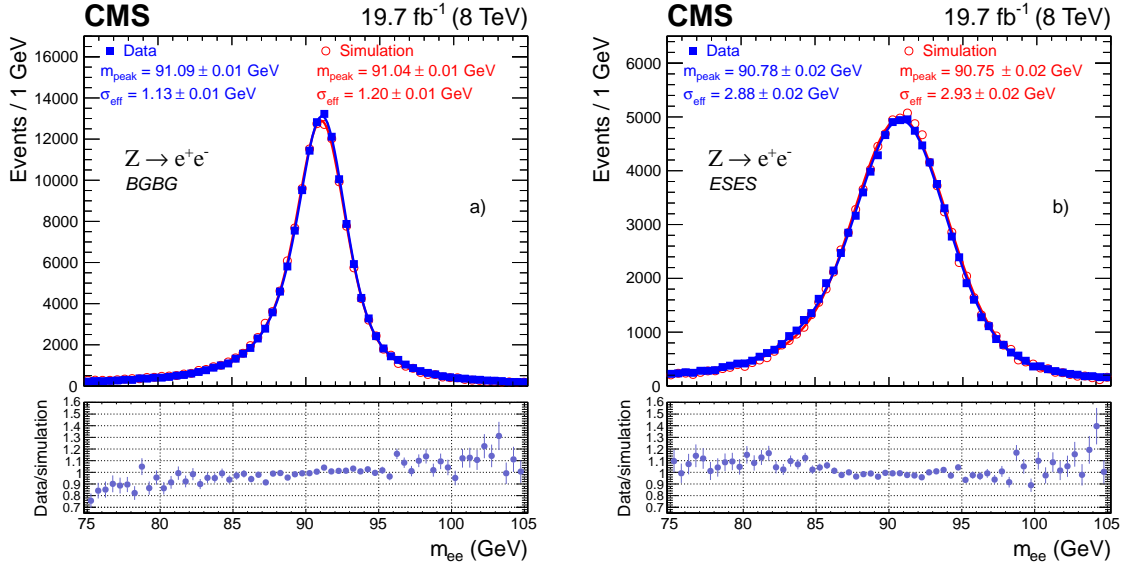 CMS 19.7 fb⁻¹ (8 TeV)
Data Simulation
m_peak = 91.09 ± 0.01 GeV m_peak = 91.04 ± 0.01 GeV
σ_eff = 1.13 ± 0.01 GeV σ_eff = 1.20 ± 0.01 GeV
Z → e⁺e⁻
BGBG
a)
Events / 1 GeV
16000
14000
12000
10000
8000
6000
4000
2000
0
Data/simulation
1.6
1.5
1.4
1.3
1.2
1.1
1
0.9
0.8
0.7
75 80 85 90 95 100 105
m_ee (GeV)
CMS 19.7 fb⁻¹ (8 TeV)
Data Simulation
m_peak = 90.78 ± 0.02 GeV m_peak = 90.75 ± 0.02 GeV
σ_eff = 2.88 ± 0.02 GeV σ_eff = 2.93 ± 0.02 GeV
Z → e⁺e⁻
ESES
b)
Events / 1 GeV
6000
5000
4000
3000
2000
1000
0
Data/simulation
1.6
1.5
1.4
1.3
1.2
1.1
1
0.9
0.8
0.7
75 80 85 90 95 100 105
m_ee (GeV)